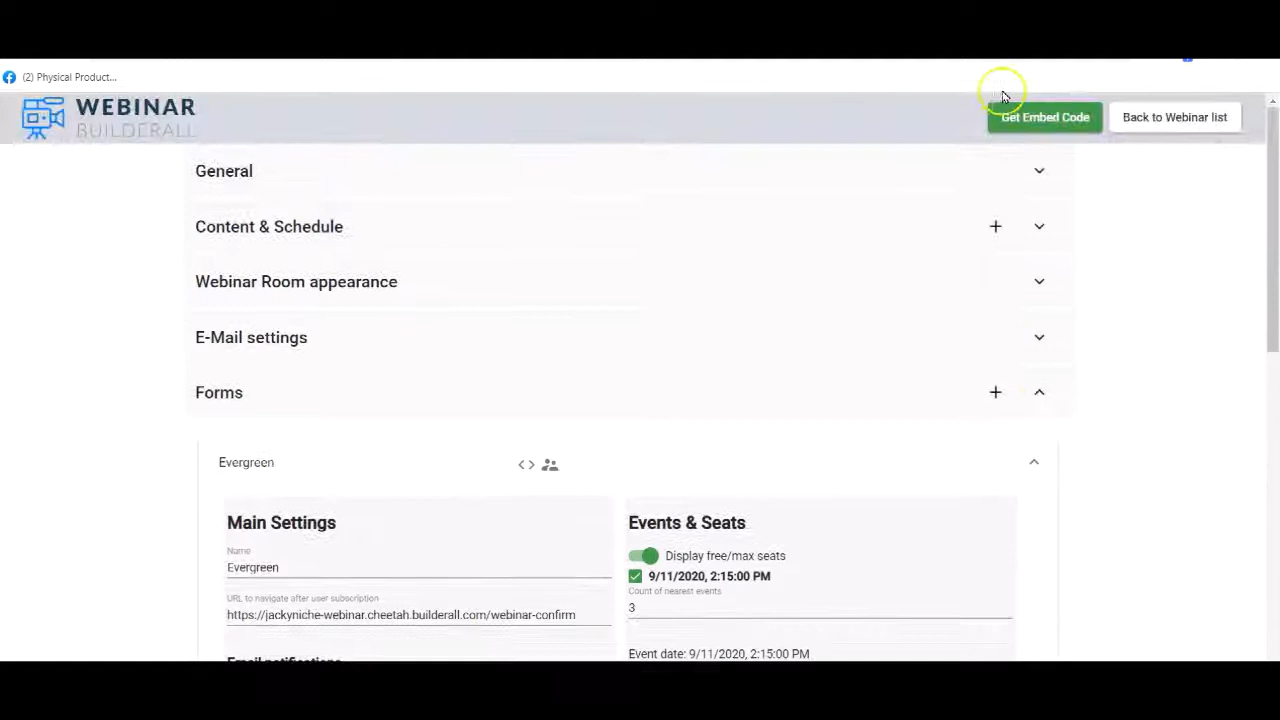 (2) Physical Product...
WEBINAR
BUILDERALL
Get Embed Code
Back to Webinar list
General
Content & Schedule
Webinar Room appearance
E-Mail settings
Forms
Evergreen
Main Settings
Name
Evergreen
URL to navigate after user subscription
https://jackyniche-webinar.cheetah.builderall.com/webinar-confirm
Email notifications
Events & Seats
Display free/max seats
9/11/2020, 2:15:00 PM
Count of nearest events
3
Event date: 9/11/2020, 2:15:00 PM